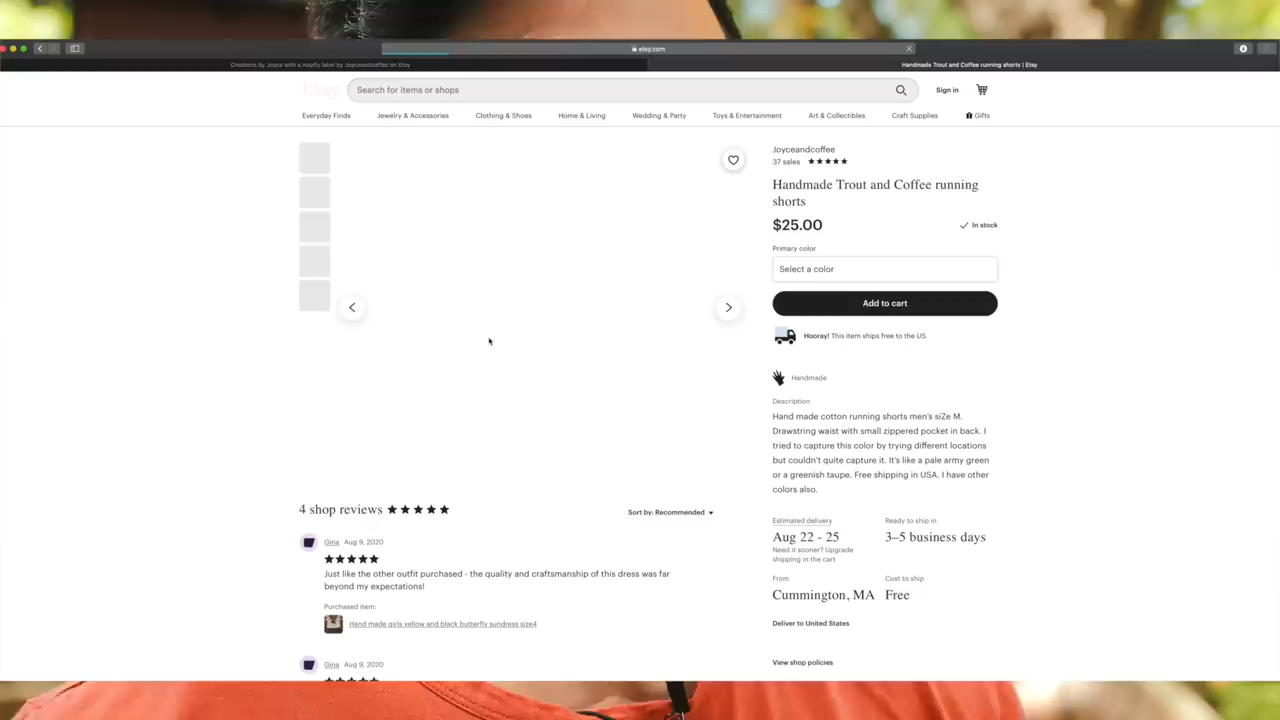 etsy.com
Creations by Joyce with a mayfly label by Joyceandcoffee on Etsy
Handmade Trout and Coffee running shorts | Etsy
Etsy
Search for items or shops
Sign in
Everyday Finds
Jewelry & Accessories
Clothing & Shoes
Home & Living
Wedding & Party
Toys & Entertainment
Art & Collectibles
Craft Supplies
Gifts
Joyceandcoffee
37 sales
Handmade Trout and Coffee running
shorts
$25.00
In stock
Primary color
Select a color
Add to cart
Hooray! This item ships free to the US.
Handmade
Description
Hand made cotton running shorts men's siZe M.
Drawstring waist with small zippered pocket in back. I
tried to capture this color by trying different locations
but couldn't quite capture it. It's like a pale army green
or a greenish taupe. Free shipping in USA. I have other
colors also.
Estimated delivery
Ready to ship in
Aug 22 - 25
3–5 business days
Need it sooner? Upgrade
shipping in the cart
From
Cost to ship
Cummington, MA
Free
Deliver to United States
View shop policies
4 shop reviews
Sort by: Recommended
Gina Aug 9, 2020
Just like the other outfit purchased - the quality and craftsmanship of this dress was far
beyond my expectations!
Purchased item:
Hand made girls yellow and black butterfly sundress size4
Gina Aug 9, 2020